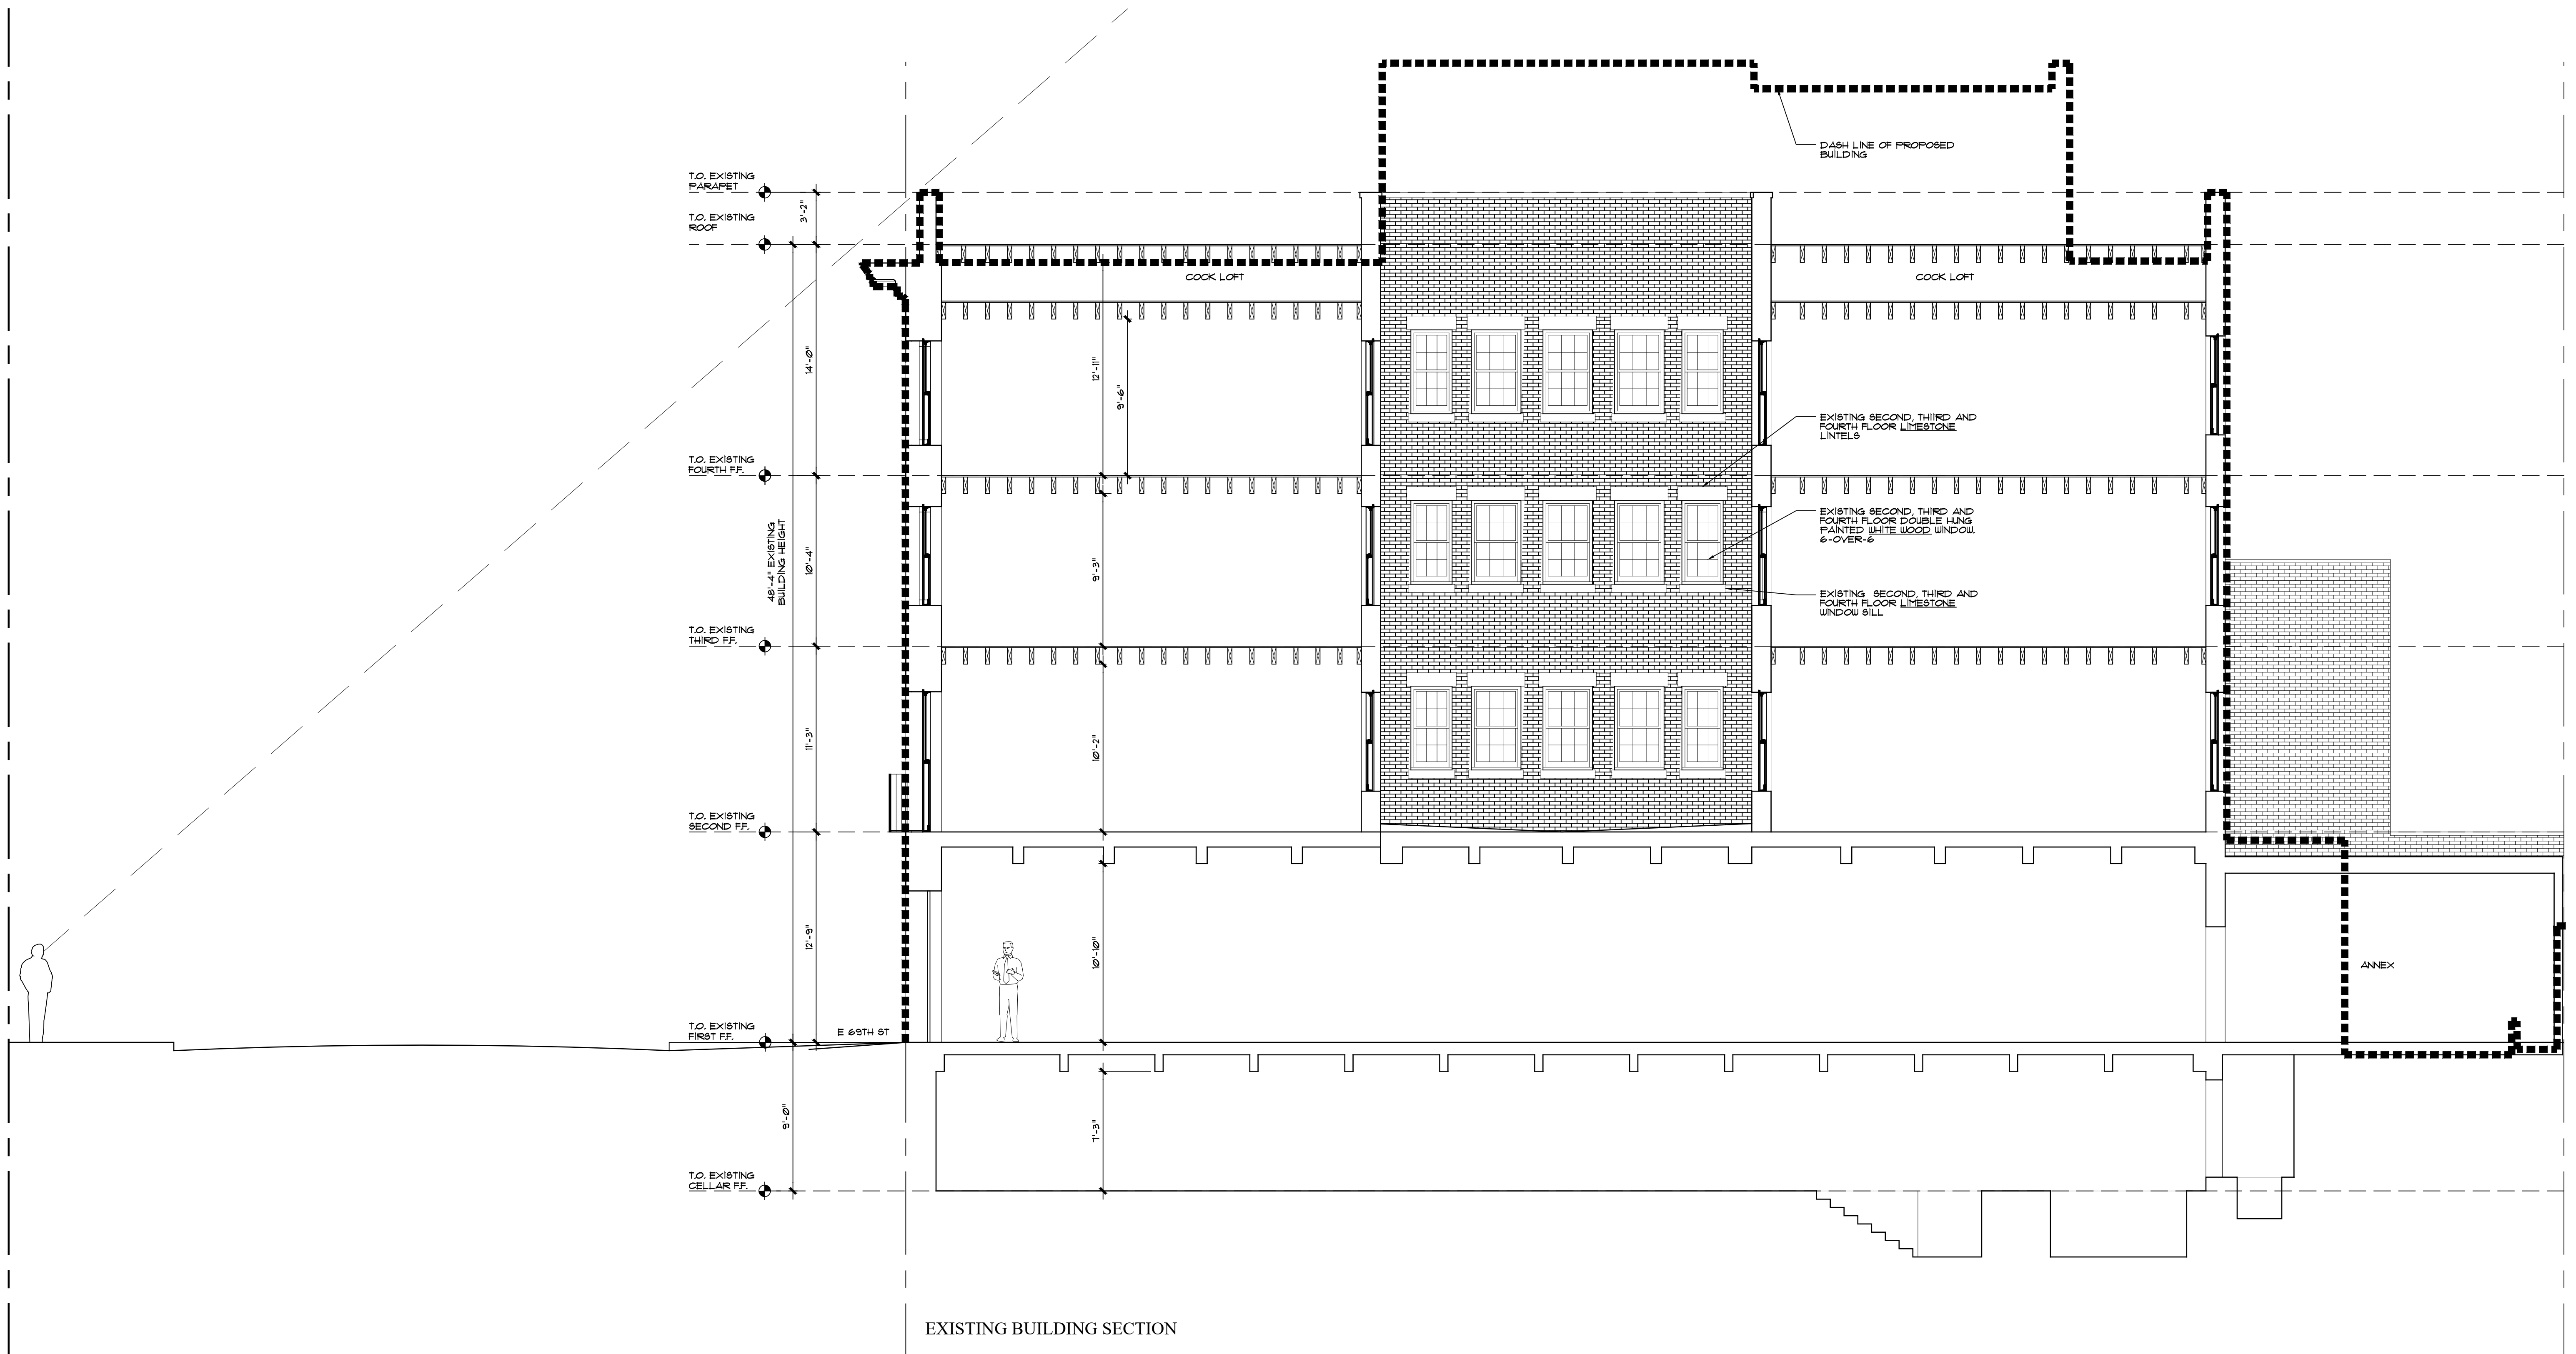 DASH LINE OF PROPOSED
BUILDING
T.O. EXISTING
PARAPET
3'-2"
T.O. EXISTING
ROOF
COCK LOFT
COCK LOFT
14'-0"
12'-11"
9'-6"
EXISTING SECOND, THIIRD AND
FOURTH FLOOR LIMESTONE
LINTELS
T.O. EXISTING
FOURTH F.F.
48'-4" EXISTING
BUILDING HEIGHT
10'-4"
9'-3"
EXISTING SECOND, THIRD AND
FOURTH FLOOR DOUBLE HUNG
PAINTED WHITE WOOD WINDOW.
6-OVER-6
EXISTING SECOND, THIRD AND
FOURTH FLOOR LIMESTONE
WINDOW SILL
T.O. EXISTING
THIRD F.F.
11'-3"
10'-2"
T.O. EXISTING
SECOND F.F.
12'-9"
10'-10"
ANNEX
T.O. EXISTING
FIRST F.F.
E 69TH ST
9'-0"
7'-3"
T.O. EXISTING
CELLAR F.F.
EXISTING BUILDING SECTION